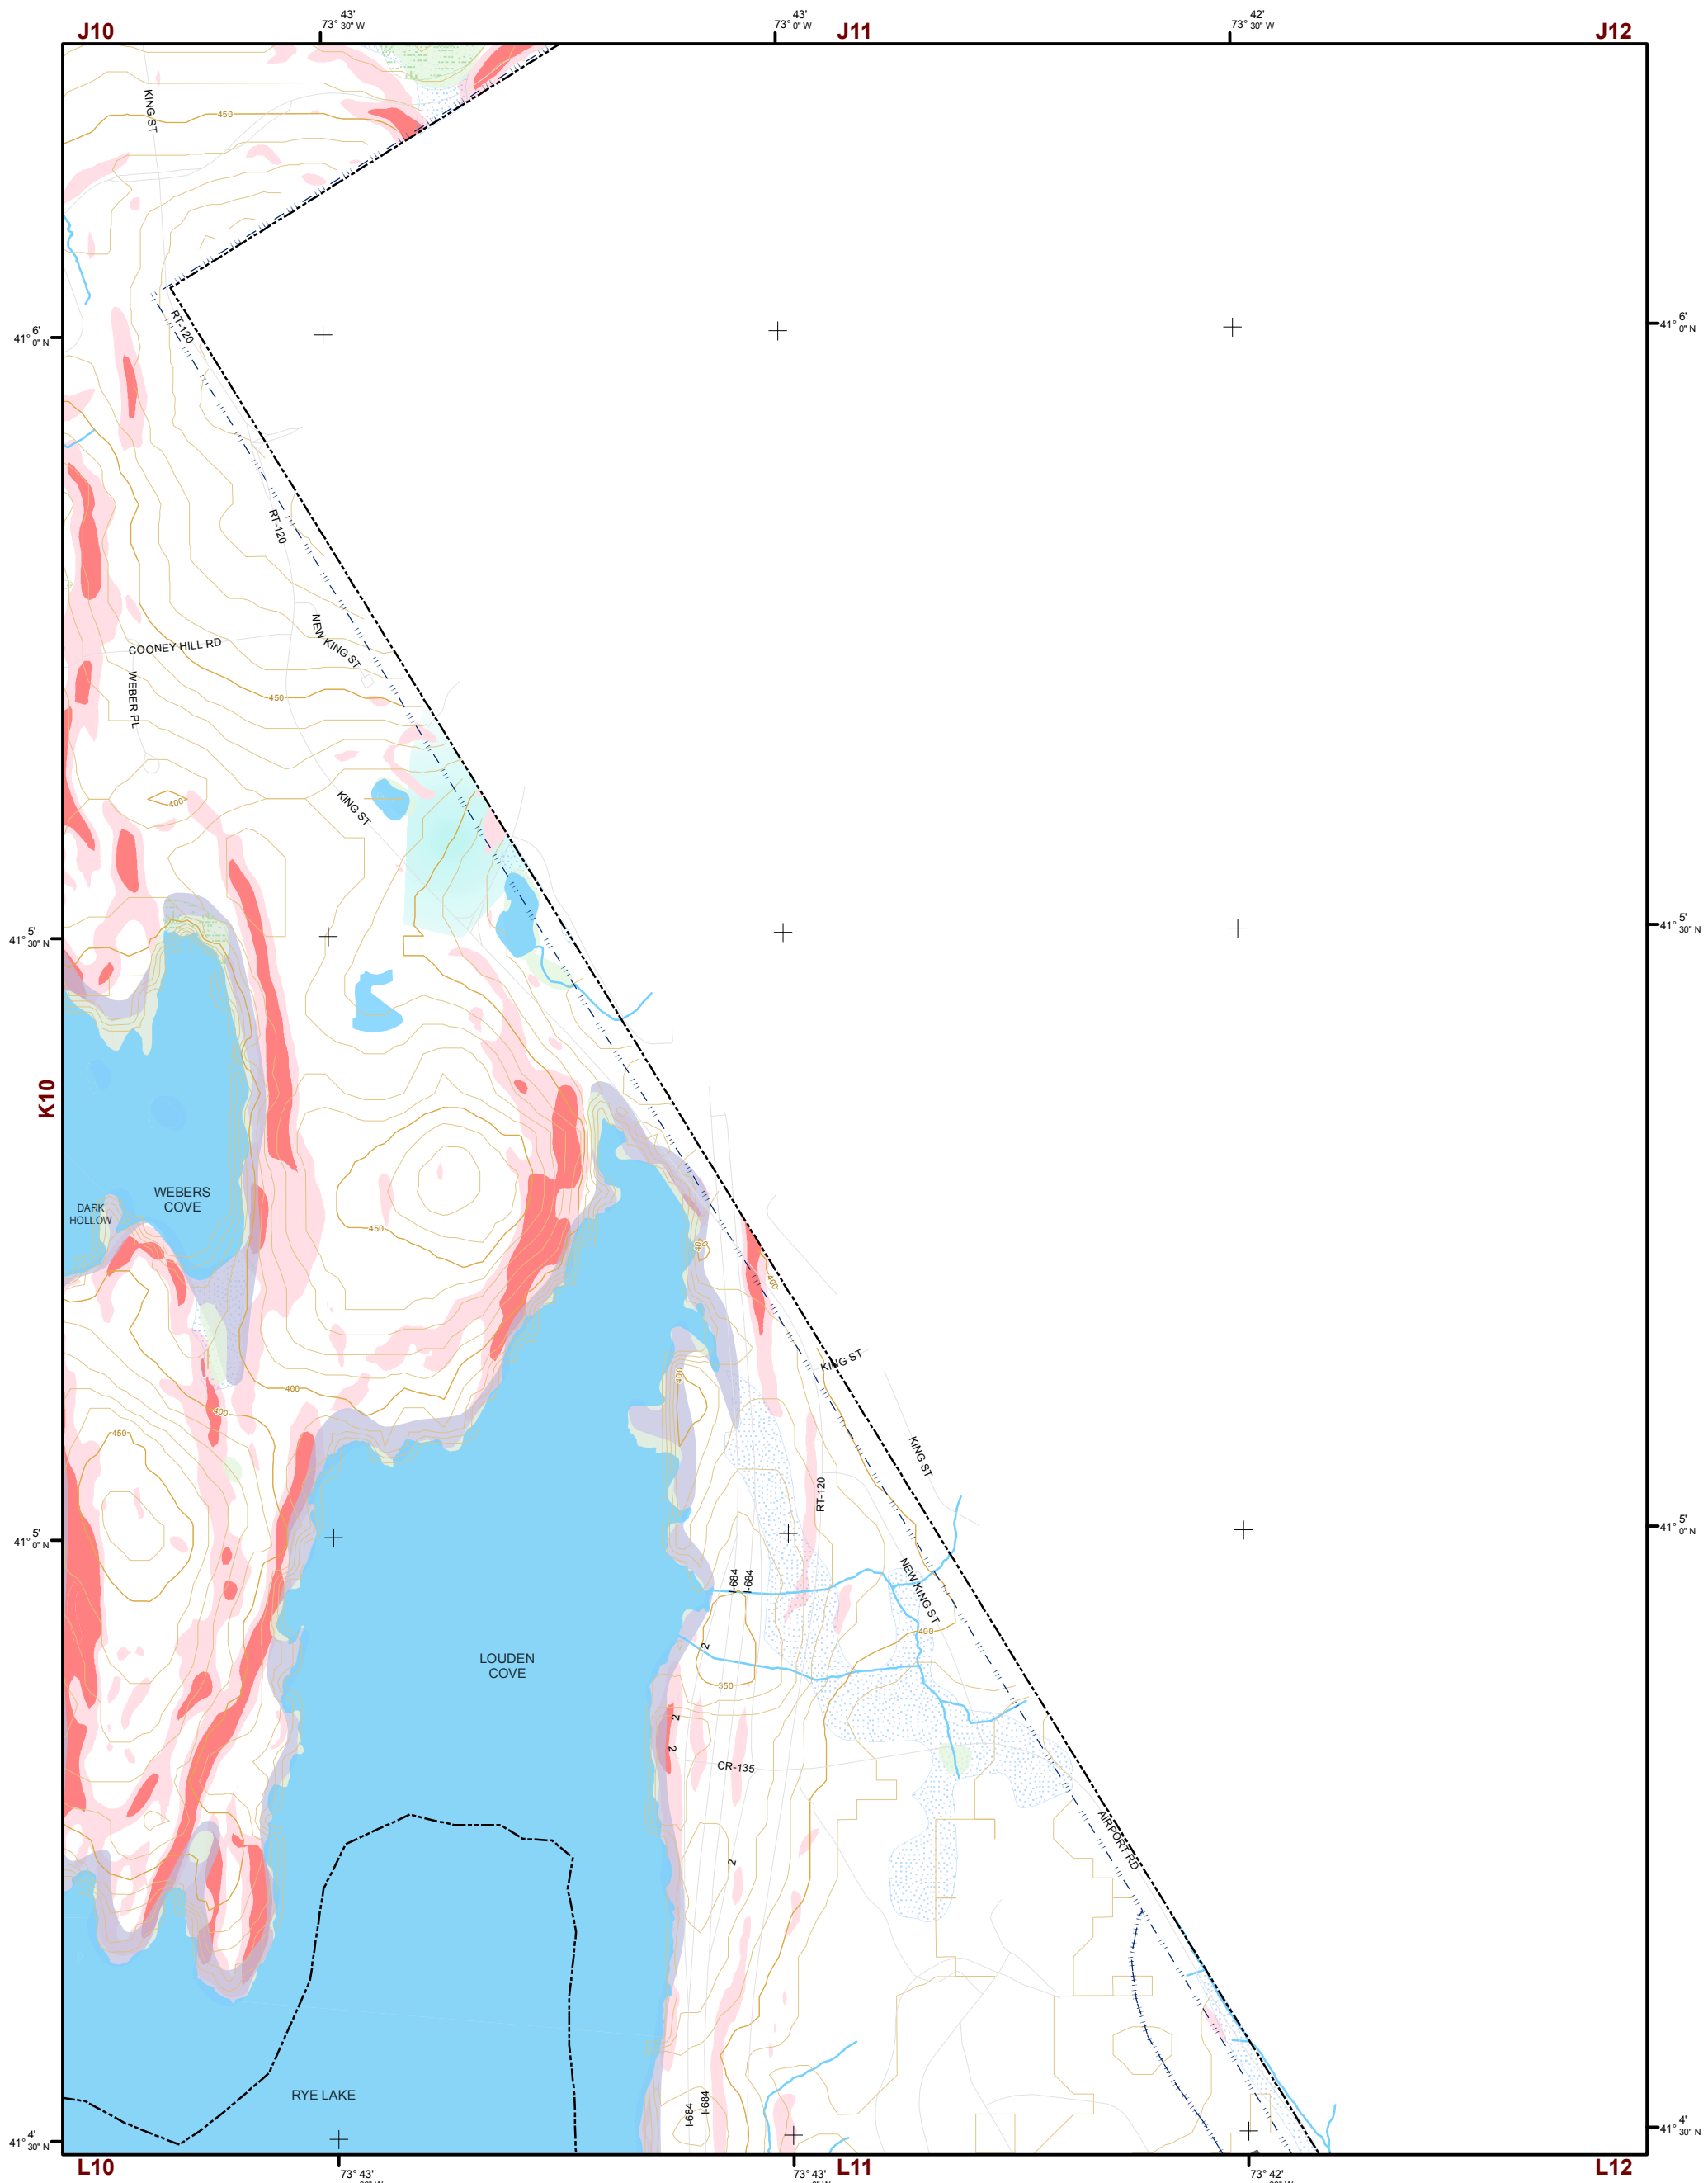 43'
73° 30" W
43'
73° 0" W
42'
73° 30" W
J10
J11
J12
450
KING ST
RT-120
41° 6'
0" N
41° 6'
0" N
RT-120
NEW KING ST
COONEY HILL RD
WEBER PL
450
400
KING ST
41° 5'
30" N
41° 5'
30" N
K10
WEBERS
COVE
DARK
HOLLOW
450
400
400
KING ST
400
400
400
450
KING ST
RT-120
41° 5'
0" N
41° 5'
0" N
I-684
I-684
NEW KING ST
400
2
LOUDEN
COVE
350
2
2
CR-135
AIRPORT RD
2
RYE LAKE
I-684
I-684
41° 4'
30" N
41° 4'
30" N
L10
L11
L12
73° 43'
73° 43'
73° 42'